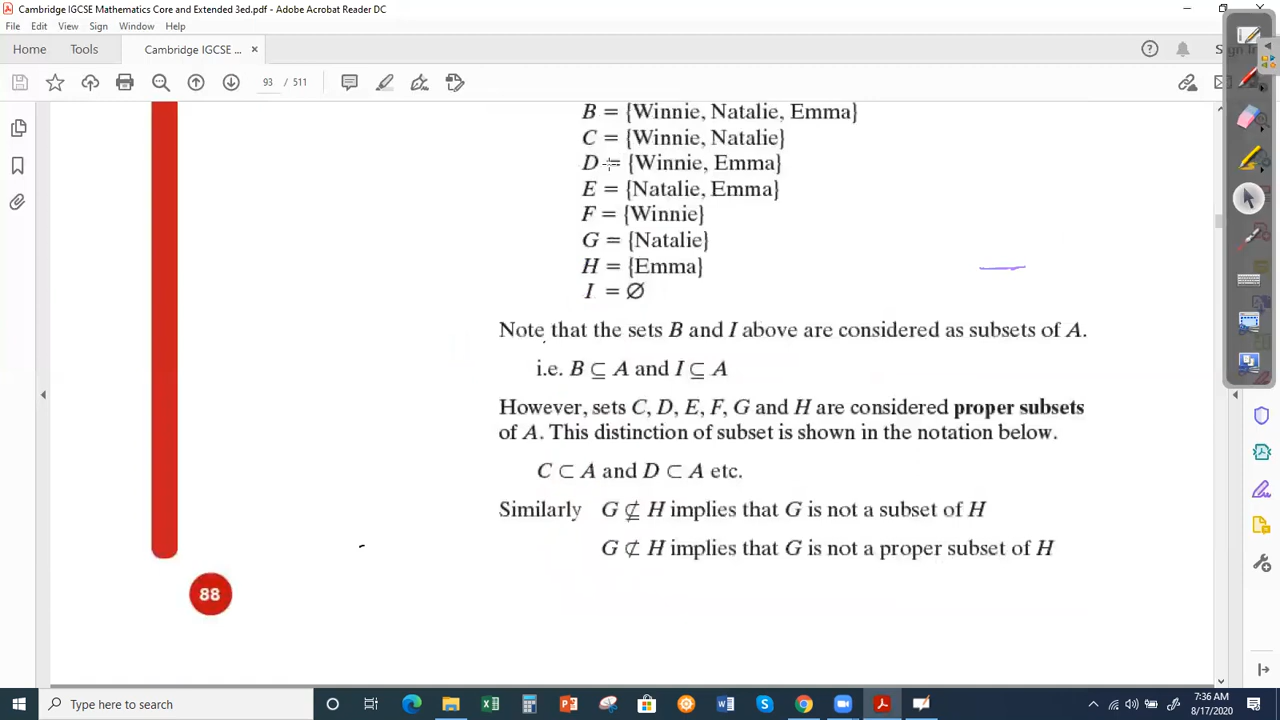 Cambridge IGCSE Mathematics Core and Extended 3ed.pdf - Adobe Acrobat Reader DC
File Edit View Sign Window Help
Home Tools Cambridge IGCSE ... × Sign In
93 / 511
B = {Winnie, Natalie, Emma}
C = {Winnie, Natalie}
D = {Winnie, Emma}
E = {Natalie, Emma}
F = {Winnie}
G = {Natalie}
H = {Emma}
I = ∅
Note that the sets B and I above are considered as subsets of A.
i.e. B ⊆ A and I ⊆ A
However, sets C, D, E, F, G and H are considered proper subsets
of A. This distinction of subset is shown in the notation below.
C ⊂ A and D ⊂ A etc.
Similarly G ⊈ H implies that G is not a subset of H
G ⊄ H implies that G is not a proper subset of H
88
Type here to search
7:36 AM
8/17/2020